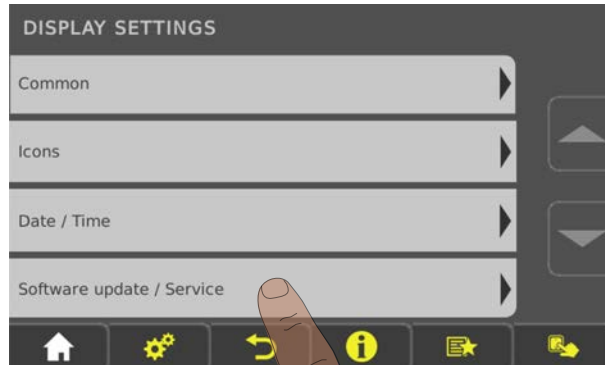 DISPLAY SETTINGS
Common
Icons
Date / Time
Software update / Service